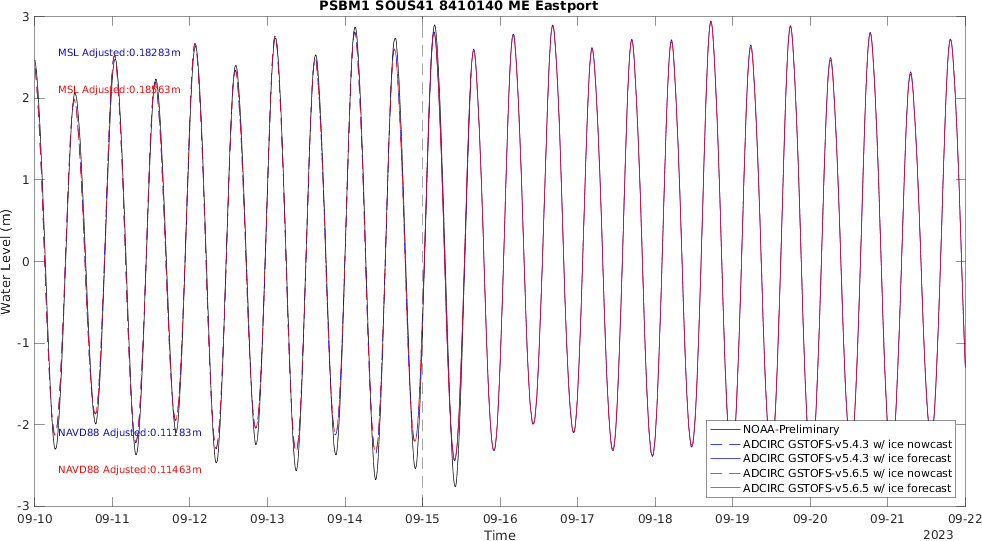 PSBM1 SOUS41 8410140 ME Eastport
3
2
1
0
-1
-2
-3
Water Level (m)
MSL Adjusted:0.18283m
MSL Adjusted:0.18563m
NAVD88 Adjusted:0.11183m
NAVD88 Adjusted:0.11463m
NOAA-Preliminary
ADCIRC GSTOFS-v5.4.3 w/ ice nowcast
ADCIRC GSTOFS-v5.4.3 w/ ice forecast
ADCIRC GSTOFS-v5.6.5 w/ ice nowcast
ADCIRC GSTOFS-v5.6.5 w/ ice forecast
09-10 09-11 09-12 09-13 09-14 09-15 09-16 09-17 09-18 09-19 09-20 09-21 09-22
Time
2023